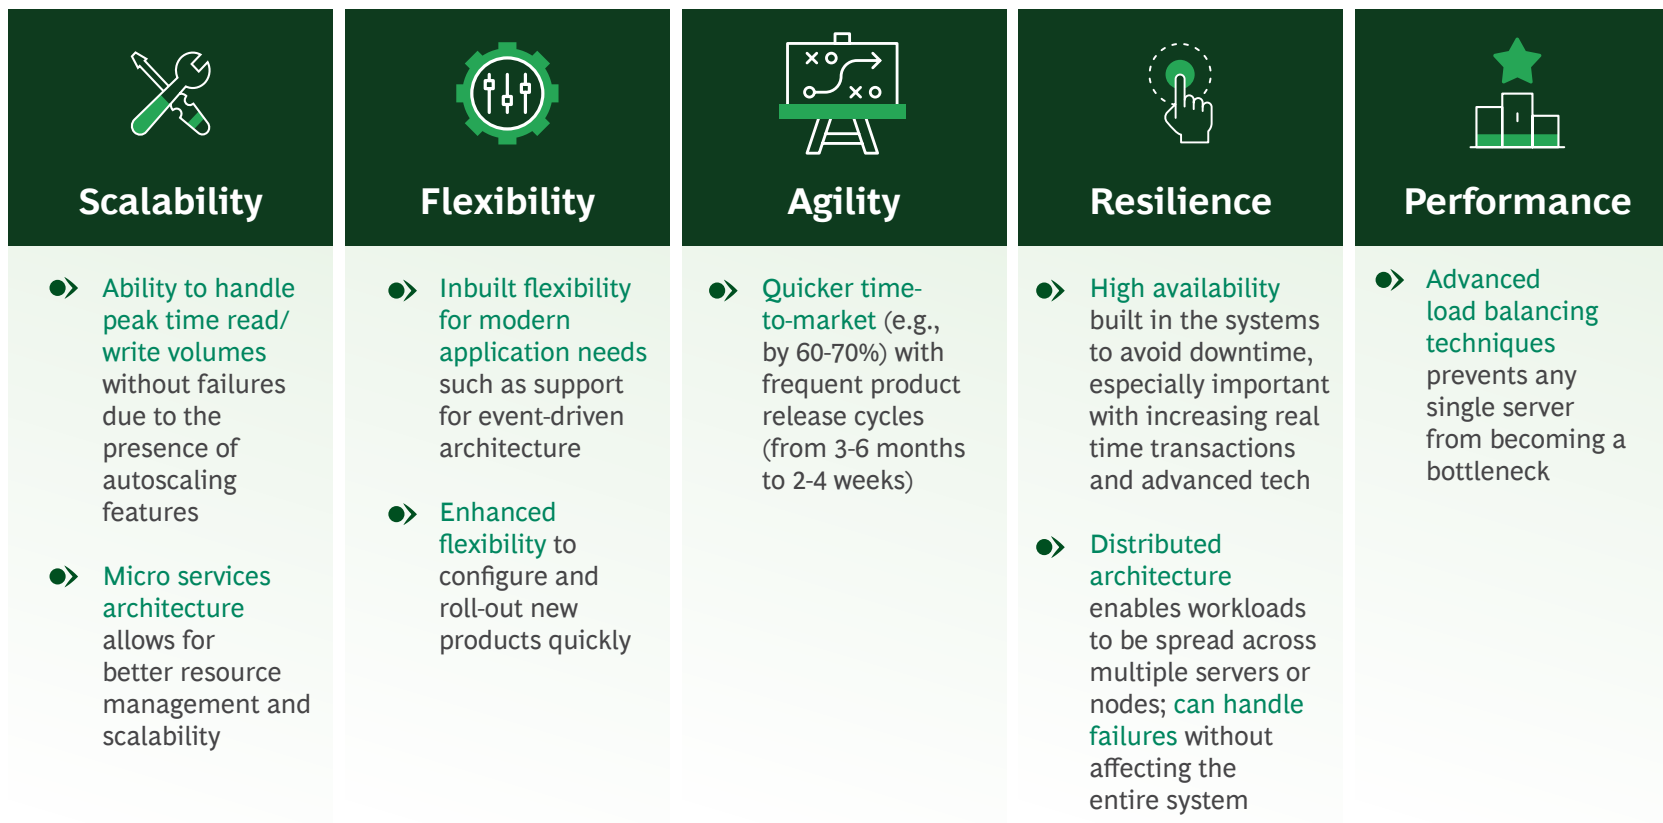 Scalability
Ability to handle
peak time read/
write volumes
without failures
due to the
presence of
autoscaling
features
Micro services
architecture
allows for
better resource
management and
scalability
Flexibility
Inbuilt flexibility
for modern
application needs
such as support
for event-driven
architecture
Enhanced
flexibility to
configure and
roll-out new
products quickly
Agility
Quicker time-
to-market (e.g.,
by 60-70%) with
frequent product
release cycles
(from 3-6 months
to 2-4 weeks)
Resilience
High availability
built in the systems
to avoid downtime,
especially important
with increasing real
time transactions
and advanced tech
Distributed
architecture
enables workloads
to be spread across
multiple servers or
nodes; can handle
failures without
affecting the
entire system
Performance
Advanced
load balancing
techniques
prevents any
single server
from becoming a
bottleneck